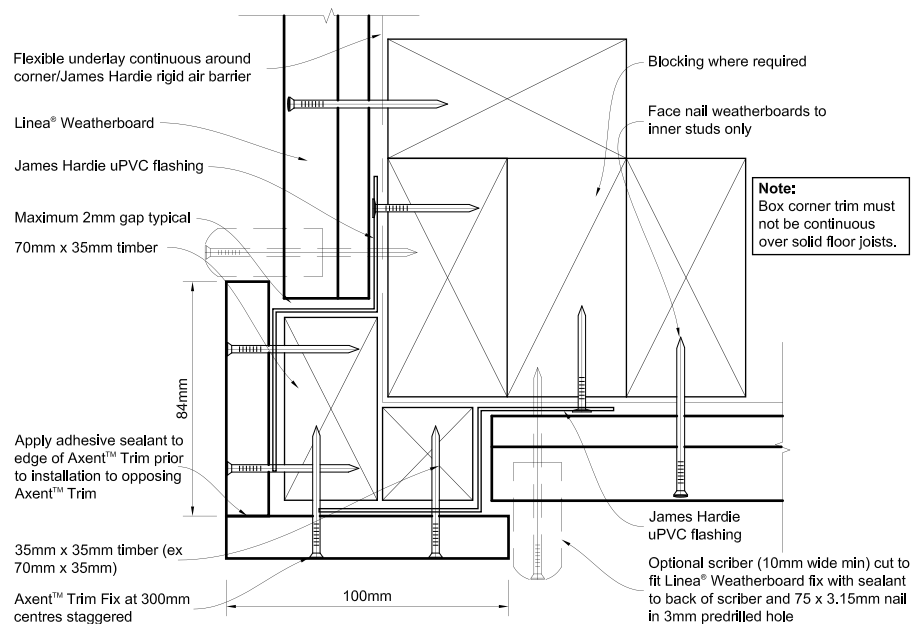 Flexible underlay continuous around
corner/James Hardie rigid air barrier
Linea® Weatherboard
James Hardie uPVC flashing
Maximum 2mm gap typical
70mm x 35mm timber
84mm
Apply adhesive sealant to
edge of Axent™ Trim prior
to installation to opposing
Axent™ Trim
35mm x 35mm timber (ex
70mm x 35mm)
Axent™ Trim Fix at 300mm
centres staggered
100mm
Blocking where required
Face nail weatherboards to
inner studs only
Note:
Box corner trim must
not be continuous
over solid floor joists.
James Hardie
uPVC flashing
Optional scriber (10mm wide min) cut to
fit Linea® Weatherboard fix with sealant
to back of scriber and 75 x 3.15mm nail
in 3mm predrilled hole